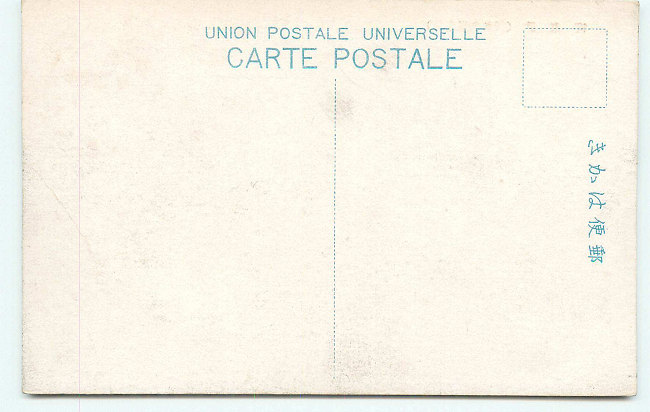 UNION POSTALE UNIVERSELLE
CARTE POSTALE
郵便はかき